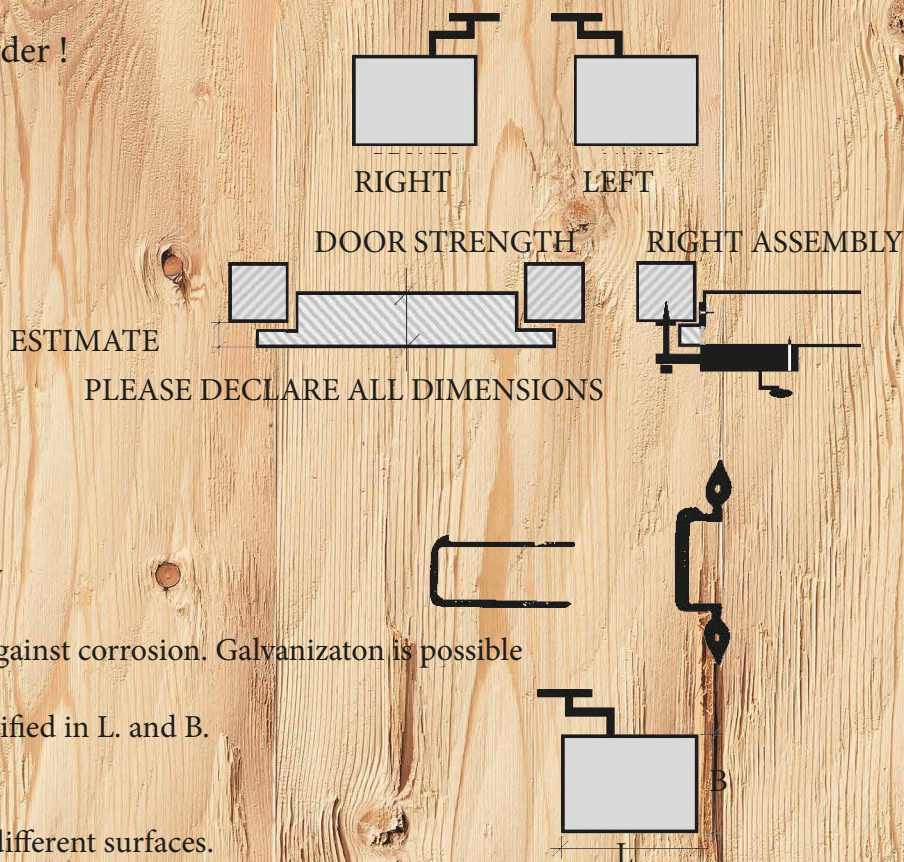 der !
RIGHT LEFT
DOOR STRENGTH RIGHT ASSEMBLY
ESTIMATE
PLEASE DECLARE ALL DIMENSIONS
gainst corrosion. Galvanizaton is possible
ified in L. and B.
B
different surfaces.
L